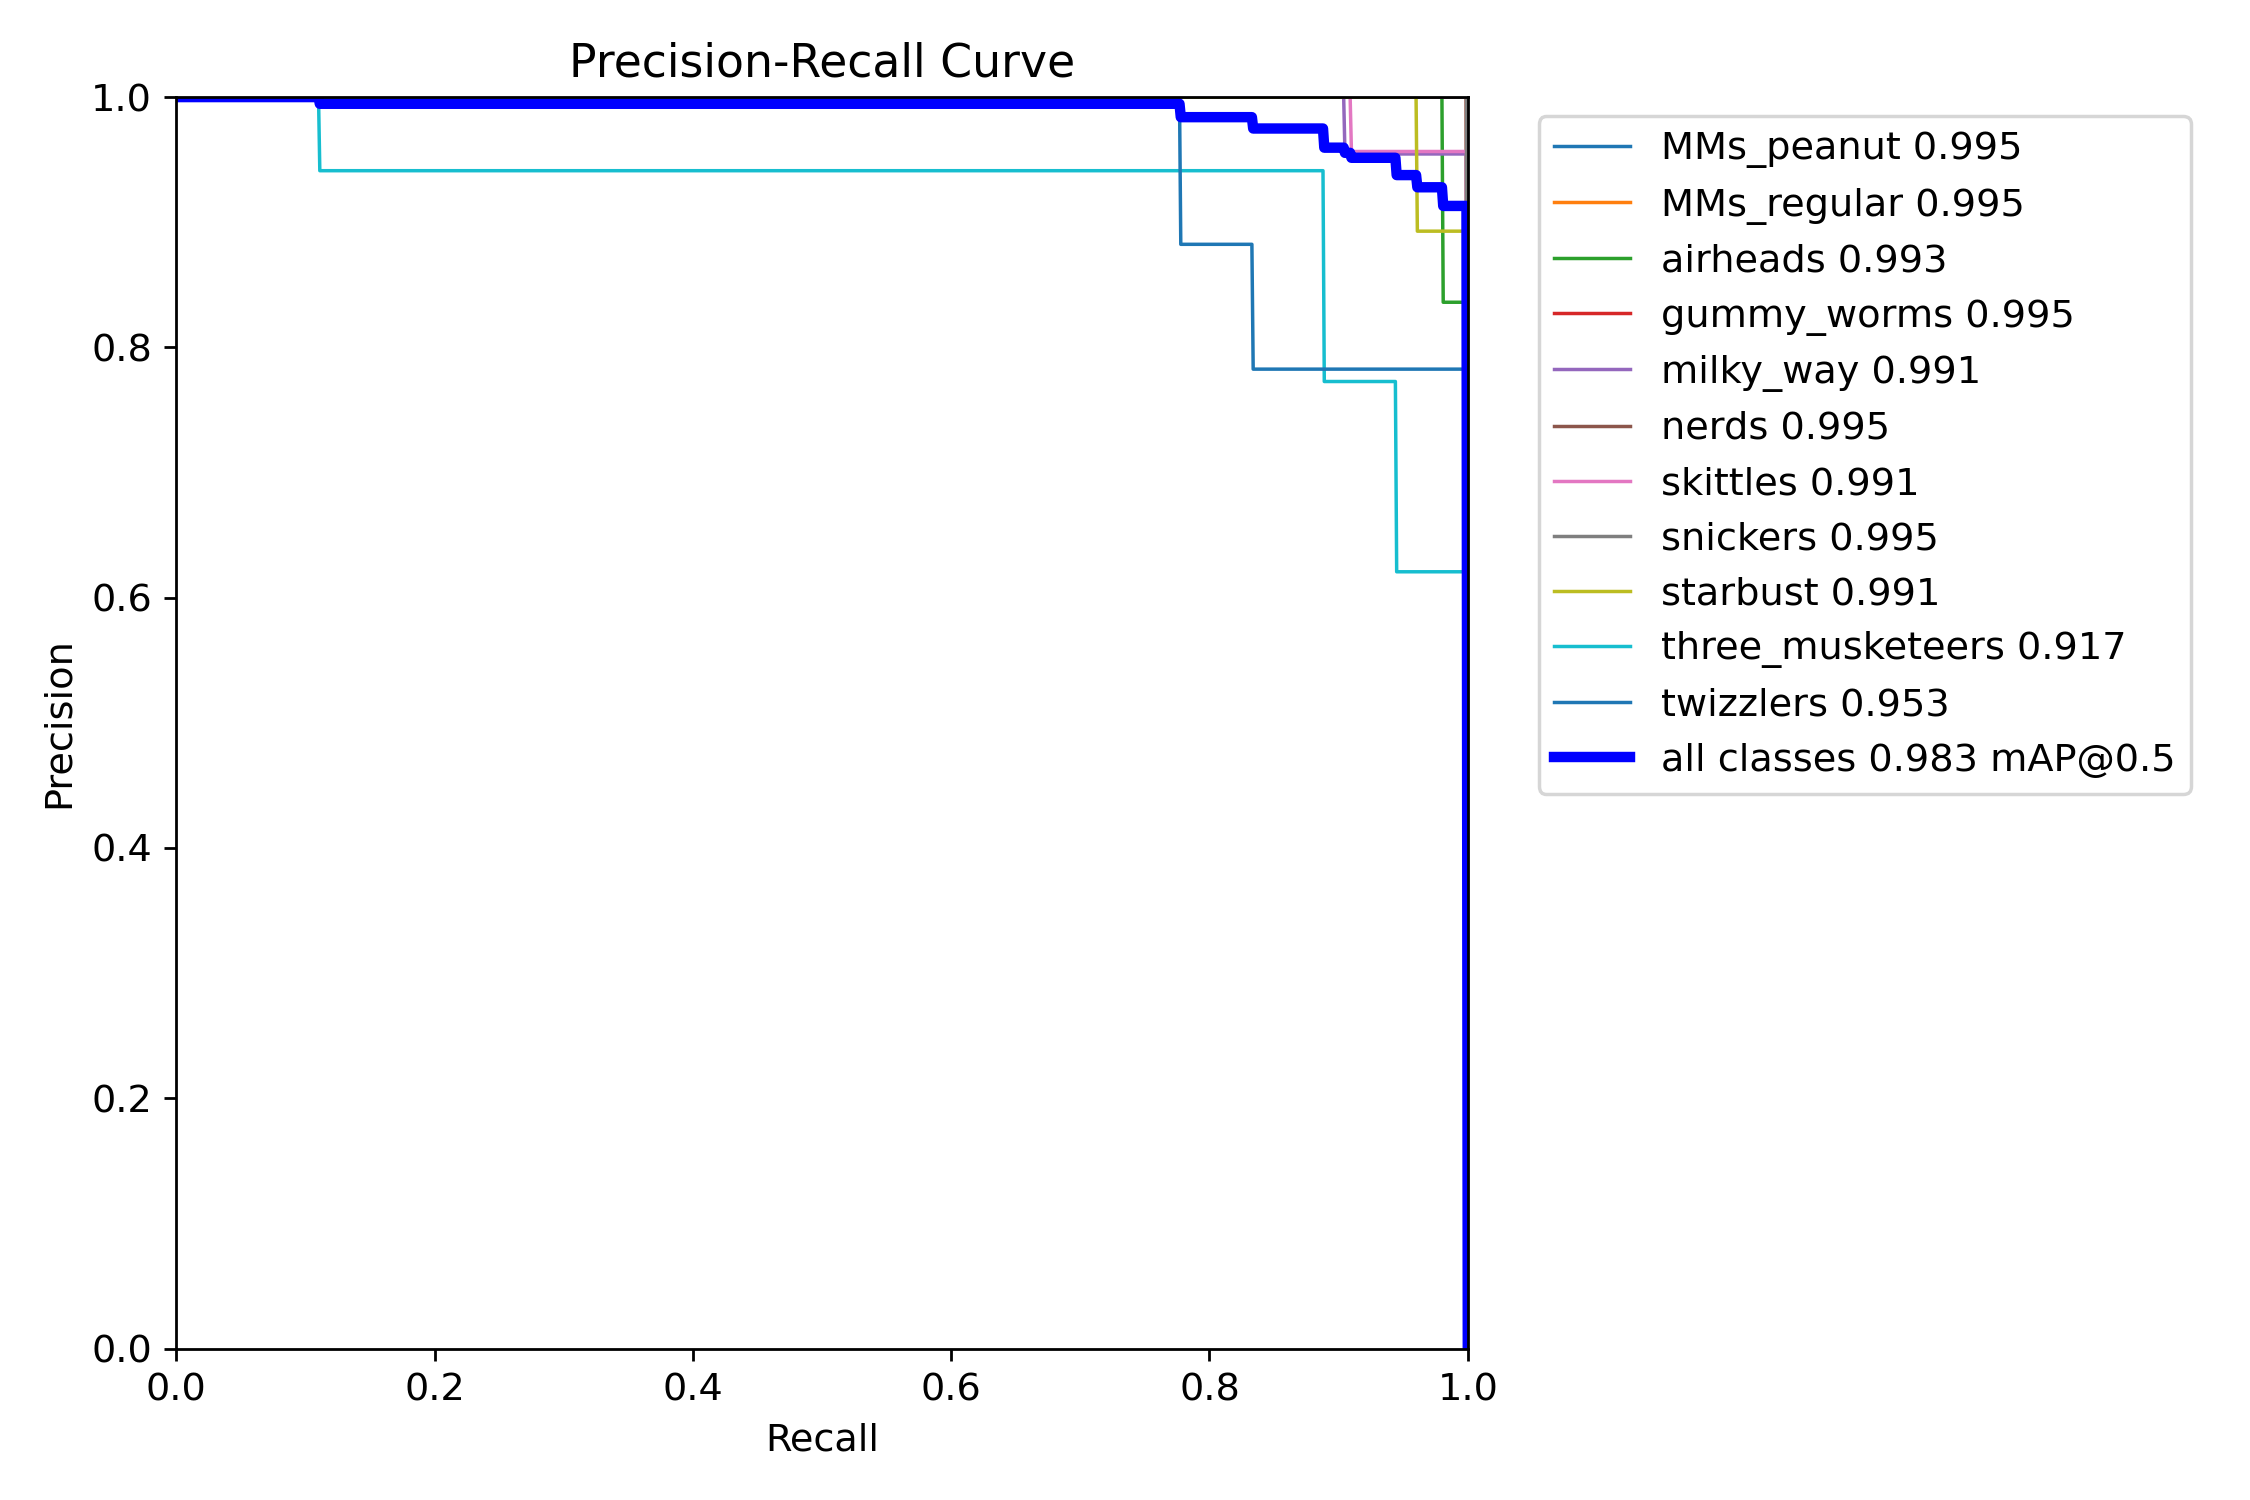 Precision-Recall Curve
1.0
0.8
0.6
0.4
0.2
0.0
Precision
0.0 0.2 0.4 0.6 0.8 1.0
Recall
MMs_peanut 0.995
MMs_regular 0.995
airheads 0.993
gummy_worms 0.995
milky_way 0.991
nerds 0.995
skittles 0.991
snickers 0.995
starbust 0.991
three_musketeers 0.917
twizzlers 0.953
all classes 0.983 mAP@0.5